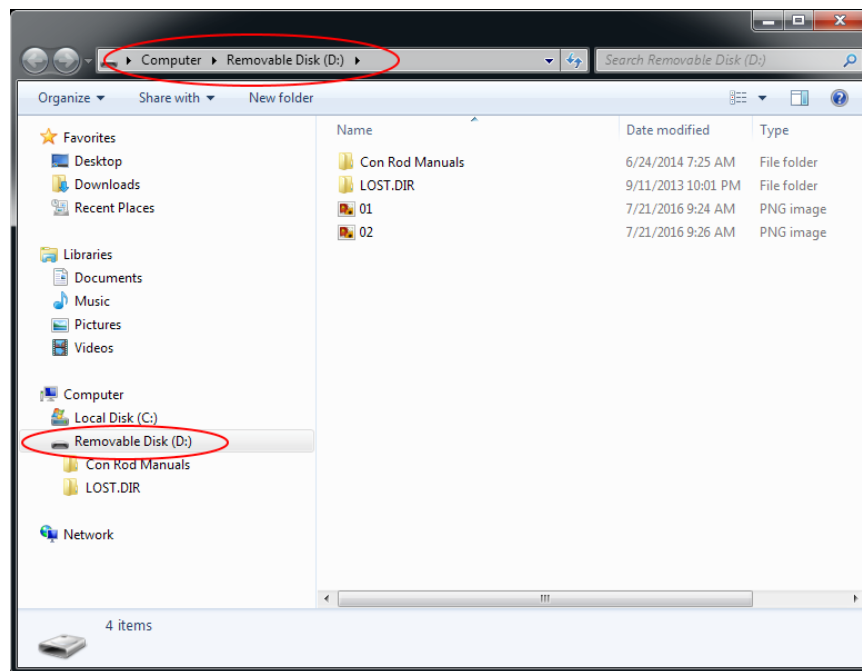 Computer ▸ Removable Disk (D:) ▸
Search Removable Disk (D:)
Organize Share with New folder
Favorites
Desktop
Downloads
Recent Places
Libraries
Documents
Music
Pictures
Videos
Computer
Local Disk (C:)
Removable Disk (D:)
Con Rod Manuals
LOST.DIR
Network
Name Date modified Type
Con Rod Manuals 6/24/2014 7:25 AM File folder
LOST.DIR 9/11/2013 10:01 PM File folder
01 7/21/2016 9:24 AM PNG image
02 7/21/2016 9:26 AM PNG image
4 items